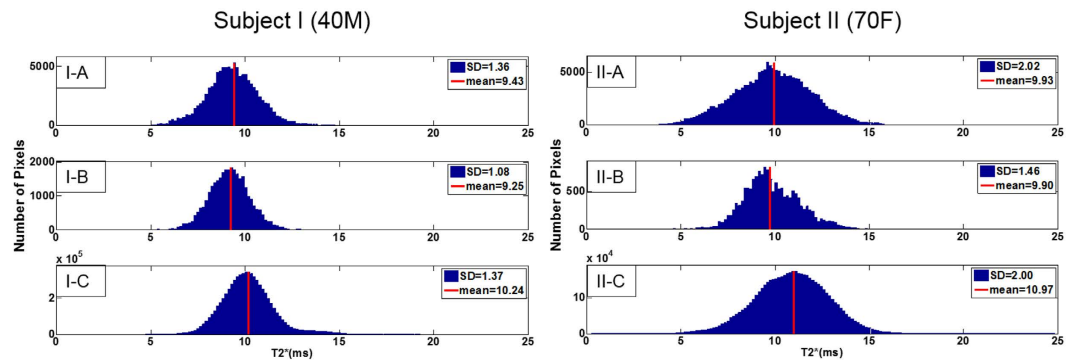 Subject I (40M)
Subject II (70F)
I-A
5000
0
SD=1.36
mean=9.43
0 5 10 15 20 25
I-B
2000
1000
0
SD=1.08
mean=9.25
0 5 10 15 20 25
x 10^5
I-C
2
0
SD=1.37
mean=10.24
0 5 10 15 20 25
T2*(ms)
Number of Pixels
II-A
5000
0
SD=2.02
mean=9.93
0 5 10 15 20 25
II-B
500
0
SD=1.46
mean=9.90
0 5 10 15 20 25
x 10^4
II-C
10
0
SD=2.00
mean=10.97
0 5 10 15 20 25
T2*(ms)
Number of Pixels